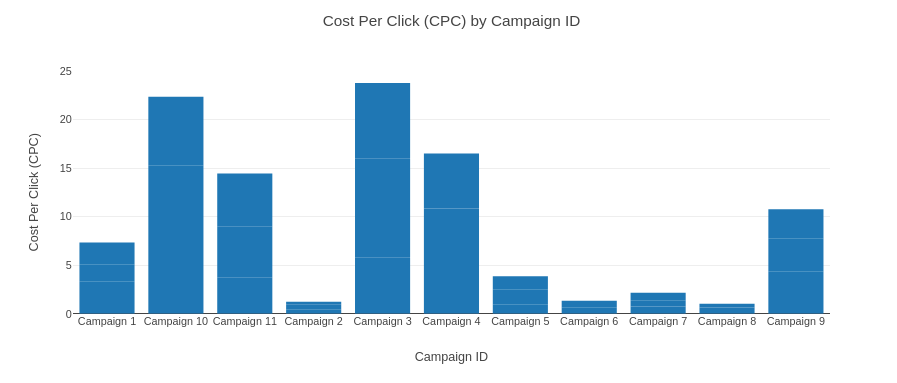 Cost Per Click (CPC) by Campaign ID
25
20
15
10
5
0
Cost Per Click (CPC)
Campaign 1 Campaign 10 Campaign 11 Campaign 2 Campaign 3 Campaign 4 Campaign 5 Campaign 6 Campaign 7 Campaign 8 Campaign 9
Campaign ID